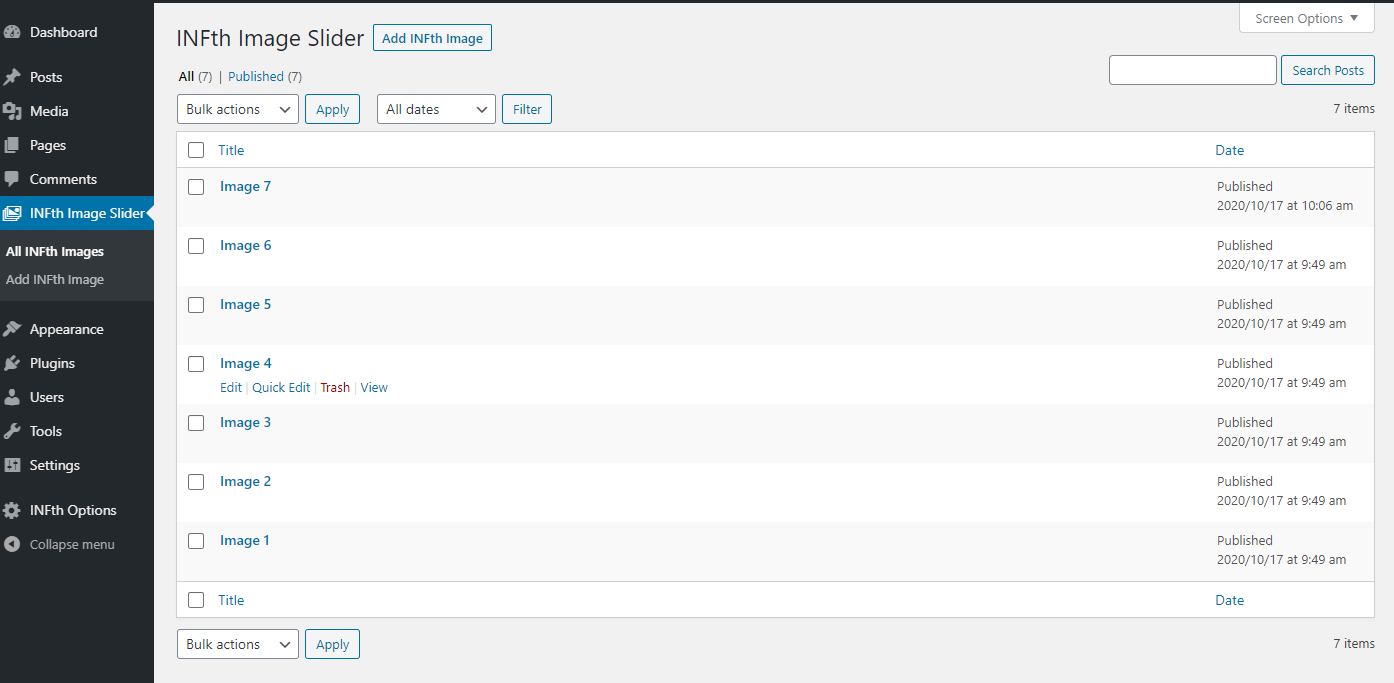 Dashboard
Posts
Media
Pages
Comments
INFth Image Slider
All INFth Images
Add INFth Image
Appearance
Plugins
Users
Tools
Settings
INFth Options
Collapse menu
Screen Options
INFth Image Slider Add INFth Image
All (7) | Published (7)
Search Posts
Bulk actions Apply All dates Filter 7 items
Title Date
Image 7 Published
2020/10/17 at 10:06 am
Image 6 Published
2020/10/17 at 9:49 am
Image 5 Published
2020/10/17 at 9:49 am
Image 4 Published
Edit | Quick Edit | Trash | View 2020/10/17 at 9:49 am
Image 3 Published
2020/10/17 at 9:49 am
Image 2 Published
2020/10/17 at 9:49 am
Image 1 Published
2020/10/17 at 9:49 am
Title Date
Bulk actions Apply 7 items